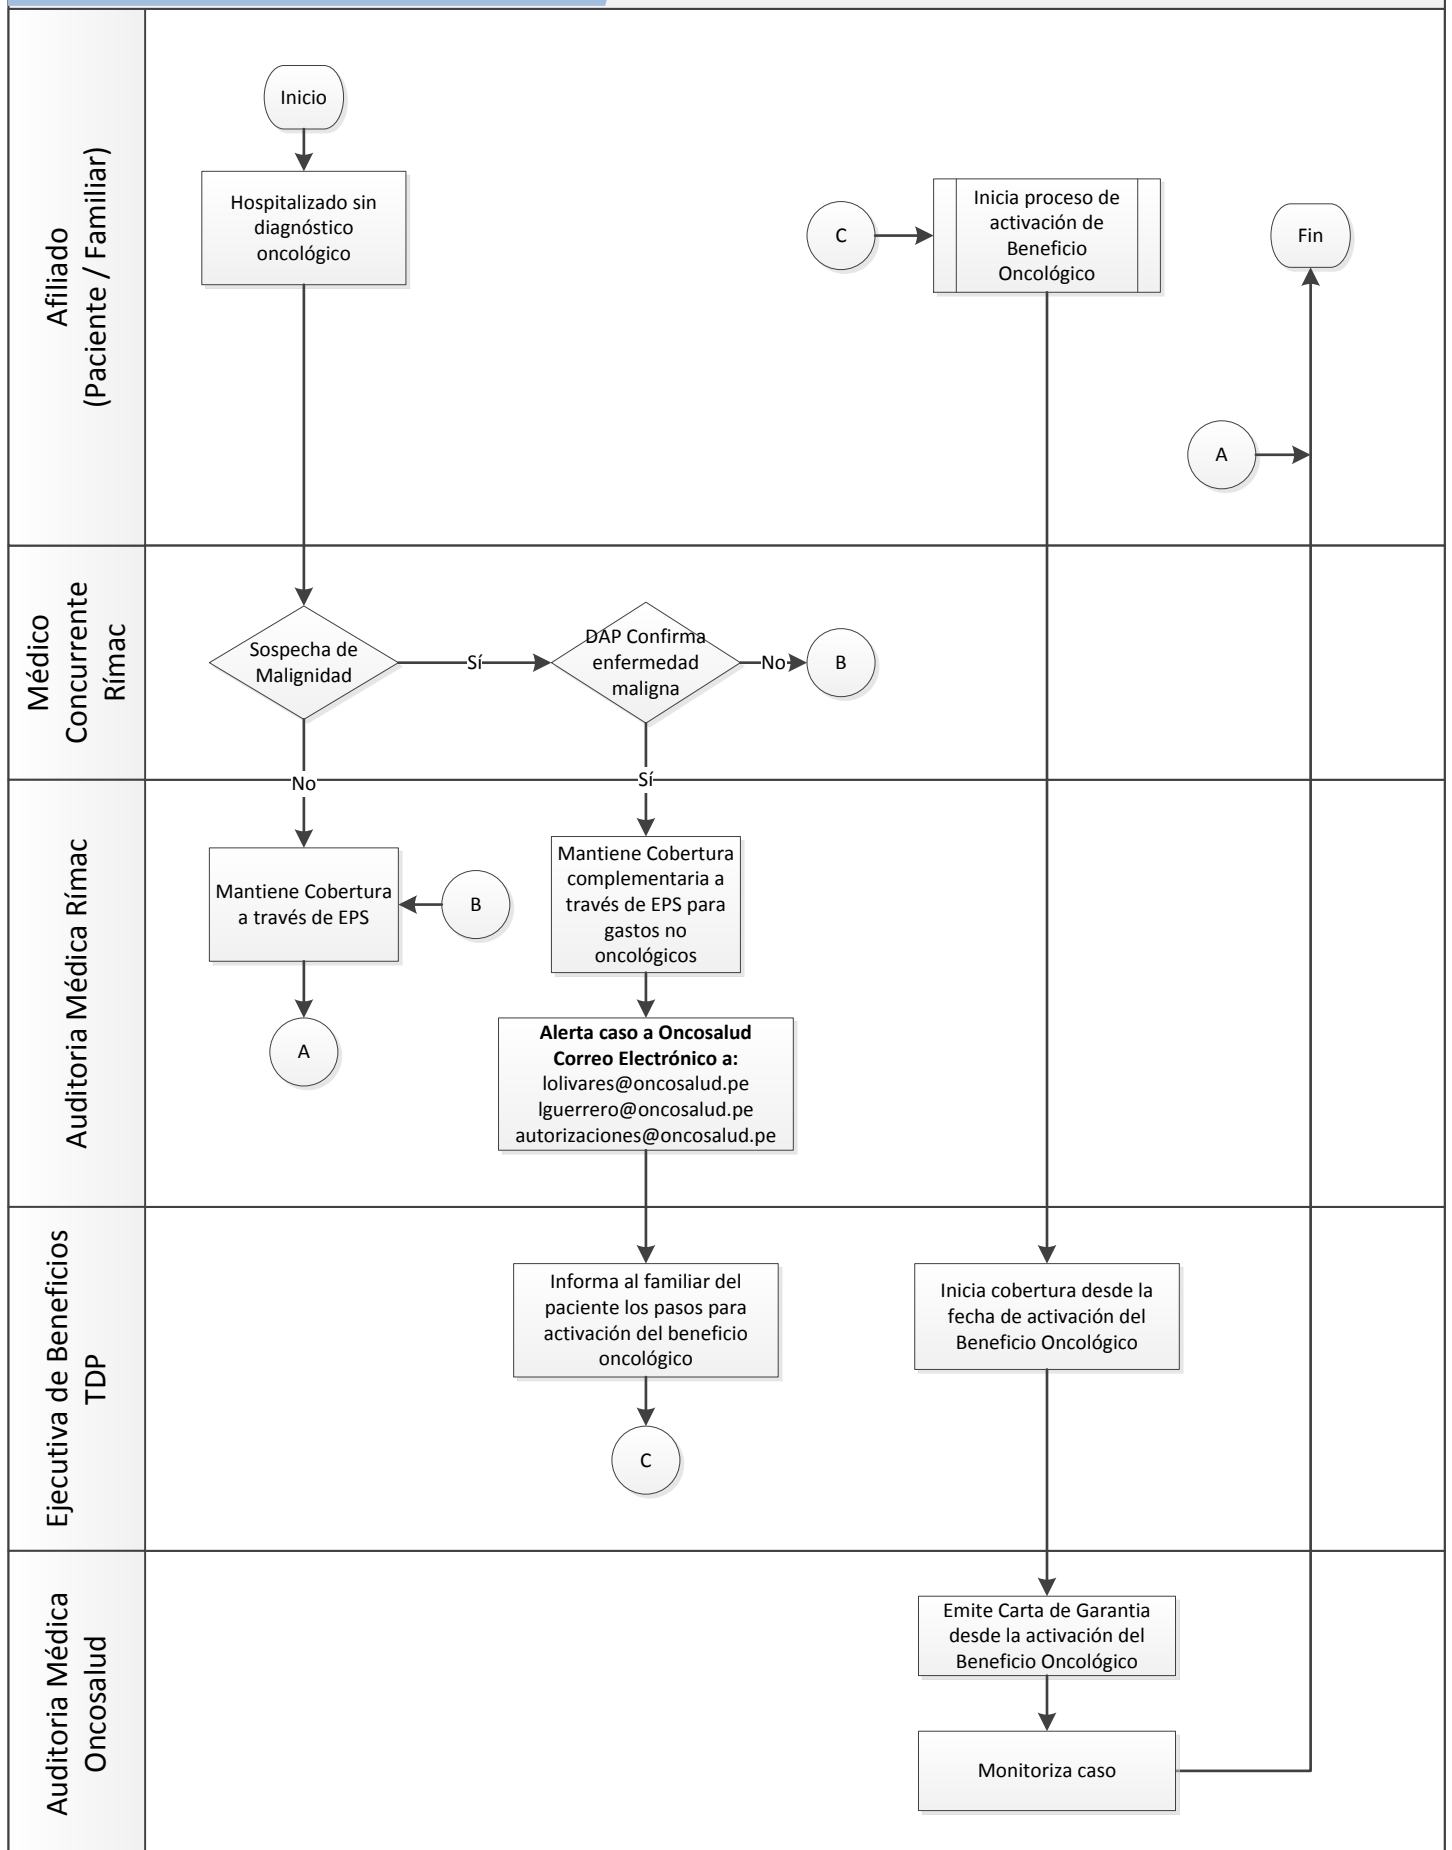 Afiliado
(Paciente / Familiar)
Inicio
Hospitalizado sin
diagnóstico
oncológico
C
Inicia proceso de
activación de
Beneficio
Oncológico
Fin
A
Médico
Concurrente
Rímac
Sospecha de
Malignidad
Sí
DAP Confirma
enfermedad
maligna
No
B
No
Sí
Auditoria Médica Rímac
Mantiene Cobertura
a través de EPS
B
A
Mantiene Cobertura
complementaria a
través de EPS para
gastos no
oncológicos
Alerta caso a Oncosalud
Correo Electrónico a:
lolivares@oncosalud.pe
lguerrero@oncosalud.pe
autorizaciones@oncosalud.pe
Ejecutiva de Beneficios
TDP
Informa al familiar del
paciente los pasos para
activación del beneficio
oncológico
C
Inicia cobertura desde la
fecha de activación del
Beneficio Oncológico
Auditoria Médica
Oncosalud
Emite Carta de Garantia
desde la activación del
Beneficio Oncológico
Monitoriza caso